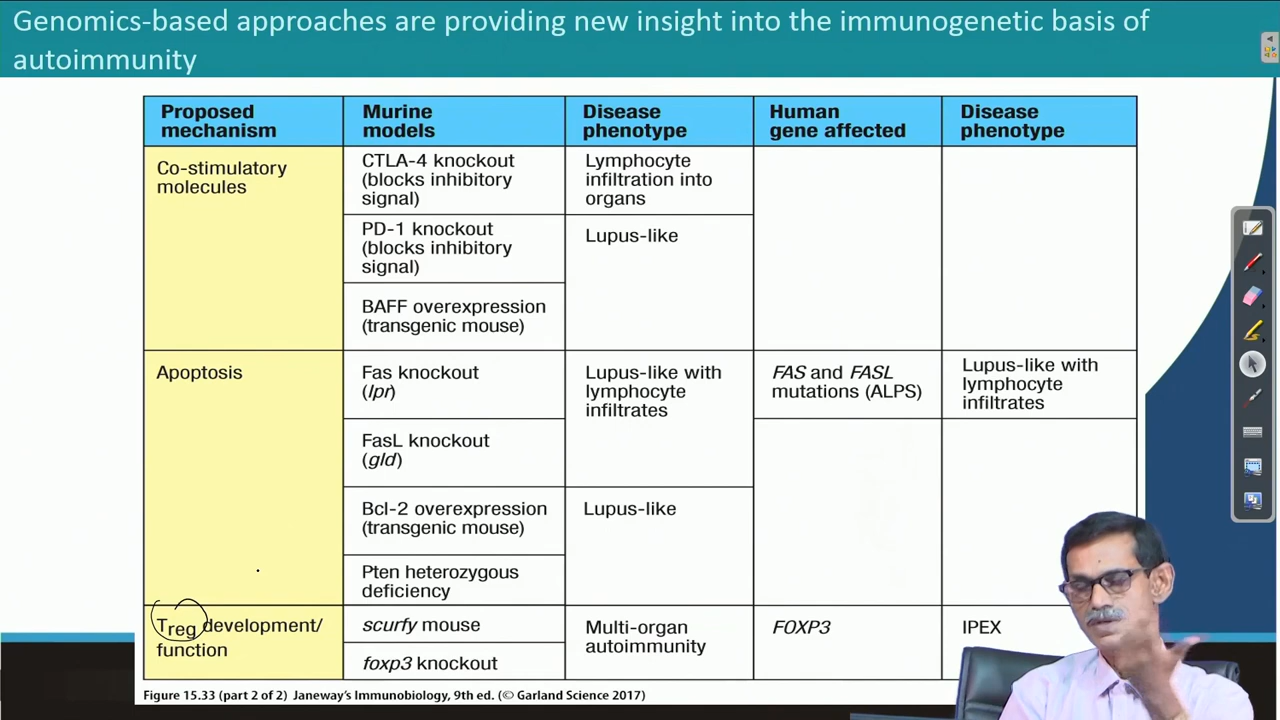 Genomics-based approaches are providing new insight into the immunogenetic basis of
autoimmunity
Proposed
mechanism
Murine
models
Disease
phenotype
Human
gene affected
Disease
phenotype
Co-stimulatory
molecules
CTLA-4 knockout
(blocks inhibitory
signal)
Lymphocyte
infiltration into
organs
PD-1 knockout
(blocks inhibitory
signal)
Lupus-like
BAFF overexpression
(transgenic mouse)
Apoptosis
Fas knockout
(lpr)
Lupus-like with
lymphocyte
infiltrates
FAS and FASL
mutations (ALPS)
Lupus-like with
lymphocyte
infiltrates
FasL knockout
(gld)
Bcl-2 overexpression
(transgenic mouse)
Lupus-like
Pten heterozygous
deficiency
Treg development/
function
scurfy mouse
foxp3 knockout
Multi-organ
autoimmunity
FOXP3
IPEX
Figure 15.33 (part 2 of 2) Janeway's Immunobiology, 9th ed. (© Garland Science 2017)